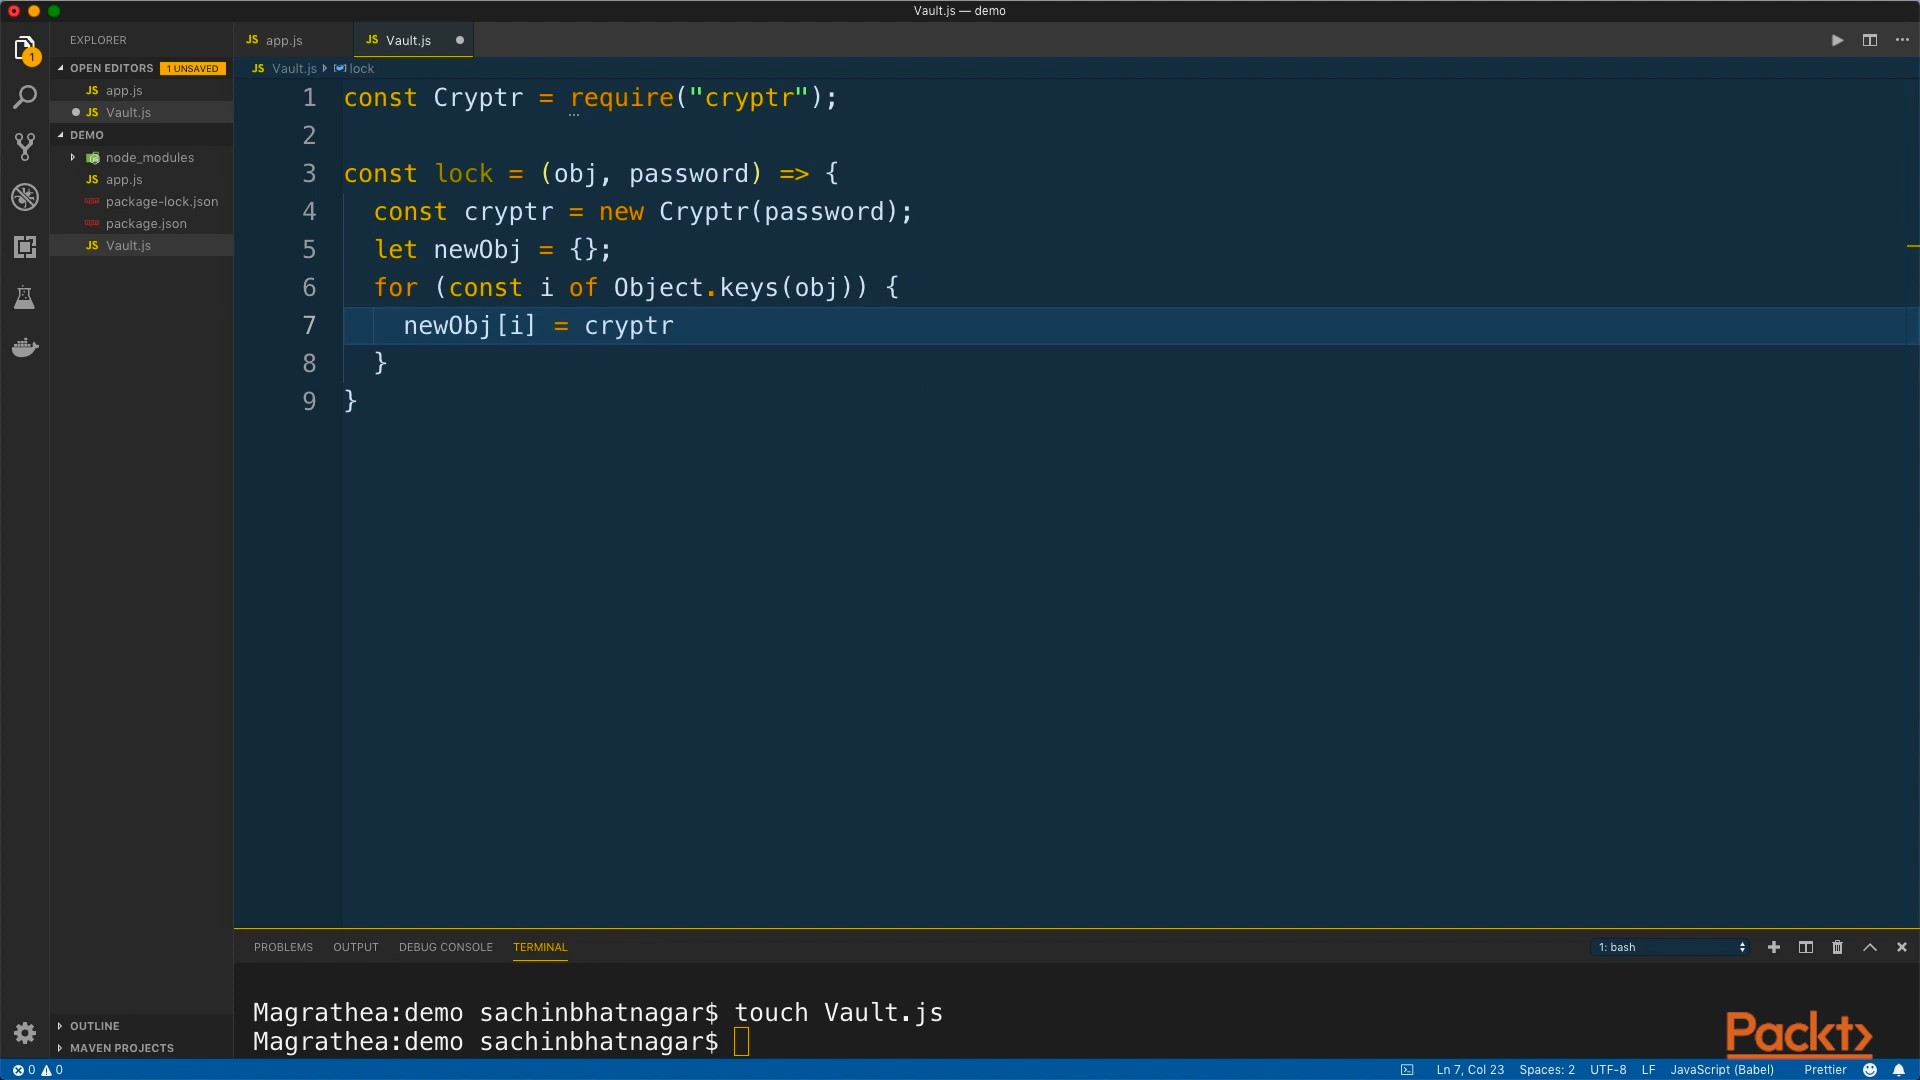 Vault.js — demo
EXPLORER
OPEN EDITORS 1 UNSAVED
JS app.js
JS Vault.js
DEMO
node_modules
JS app.js
package-lock.json
package.json
JS Vault.js
OUTLINE
MAVEN PROJECTS
1
JS app.js
JS Vault.js
JS Vault.js lock
1 const Cryptr = require("cryptr");
2
3 const lock = (obj, password) => {
4 const cryptr = new Cryptr(password);
5 let newObj = {};
6 for (const i of Object.keys(obj)) {
7 newObj[i] = cryptr
8 }
9 }
PROBLEMS OUTPUT DEBUG CONSOLE TERMINAL 1: bash
Magrathea:demo sachinbhatnagar$ touch Vault.js
Magrathea:demo sachinbhatnagar$
Packt>
0 0 Ln 7, Col 23 Spaces: 2 UTF-8 LF JavaScript (Babel) Prettier